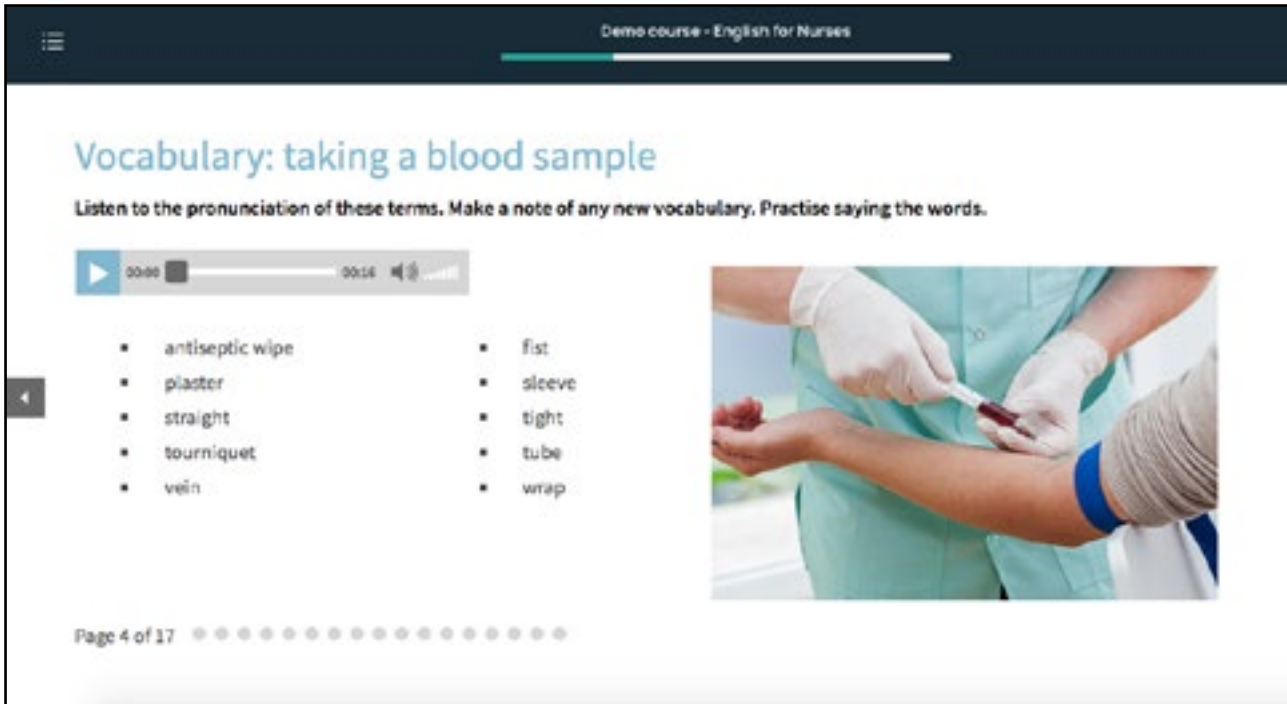 Demo course - English for Nurses
Vocabulary: taking a blood sample
Listen to the pronunciation of these terms. Make a note of any new vocabulary. Practise saying the words.
00:00 00:16
antiseptic wipe
plaster
straight
tourniquet
vein
fist
sleeve
tight
tube
wrap
Page 4 of 17